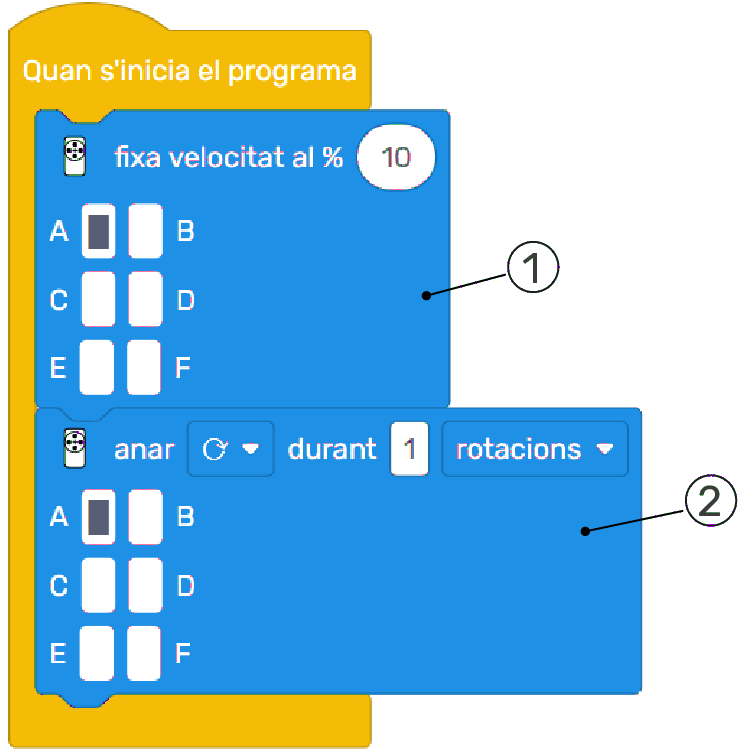 Quan s'inicia el programa
fixa velocitat al % 10
A B
C D
E F
1
anar durant 1 rotacions
A B
C D
E F
2